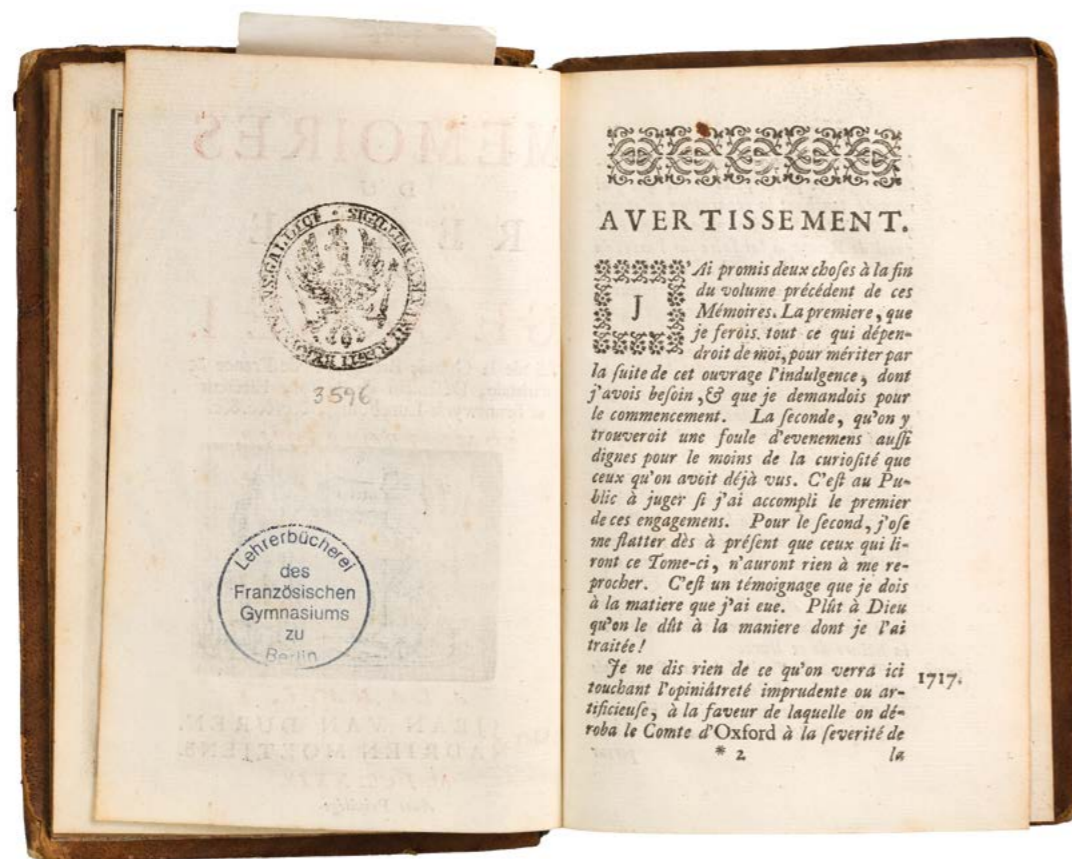 SIGILLUM
3596
Lehrerbücherei
des
Französischen
Gymnasiums
zu
Berlin
AVERTISSEMENT.
J'Ai promis deux choſes à la fin
du volume précédent de ces
Mémoires. La premiere, que
je ferois tout ce qui dépen-
droit de moi, pour mériter par
la ſuite de cet ouvrage l'indulgence, dont
j'avois beſoin, & que je demandois pour
le commencement. La ſeconde, qu'on y
trouveroit une foule d'evenemens auſſi
dignes pour le moins de la curioſité que
ceux qu'on avoit déjà vus. C'eſt au Pu-
blic à juger ſi j'ai accompli le premier
de ces engagemens. Pour le ſecond, j'oſe
me flatter dès à préſent que ceux qui li-
ront ce Tome-ci, n'auront rien à me re-
procher. C'eſt un témoignage que je dois
à la matiere que j'ai eue. Plût à Dieu
qu'on le dût à la maniere dont je l'ai
traitée!
Je ne dis rien de ce qu'on verra ici 1717.
touchant l'opiniâtreté imprudente ou ar-
tificieuſe, à la faveur de laquelle on dé-
roba le Comte d'Oxford à la ſeverité de
* 2 la